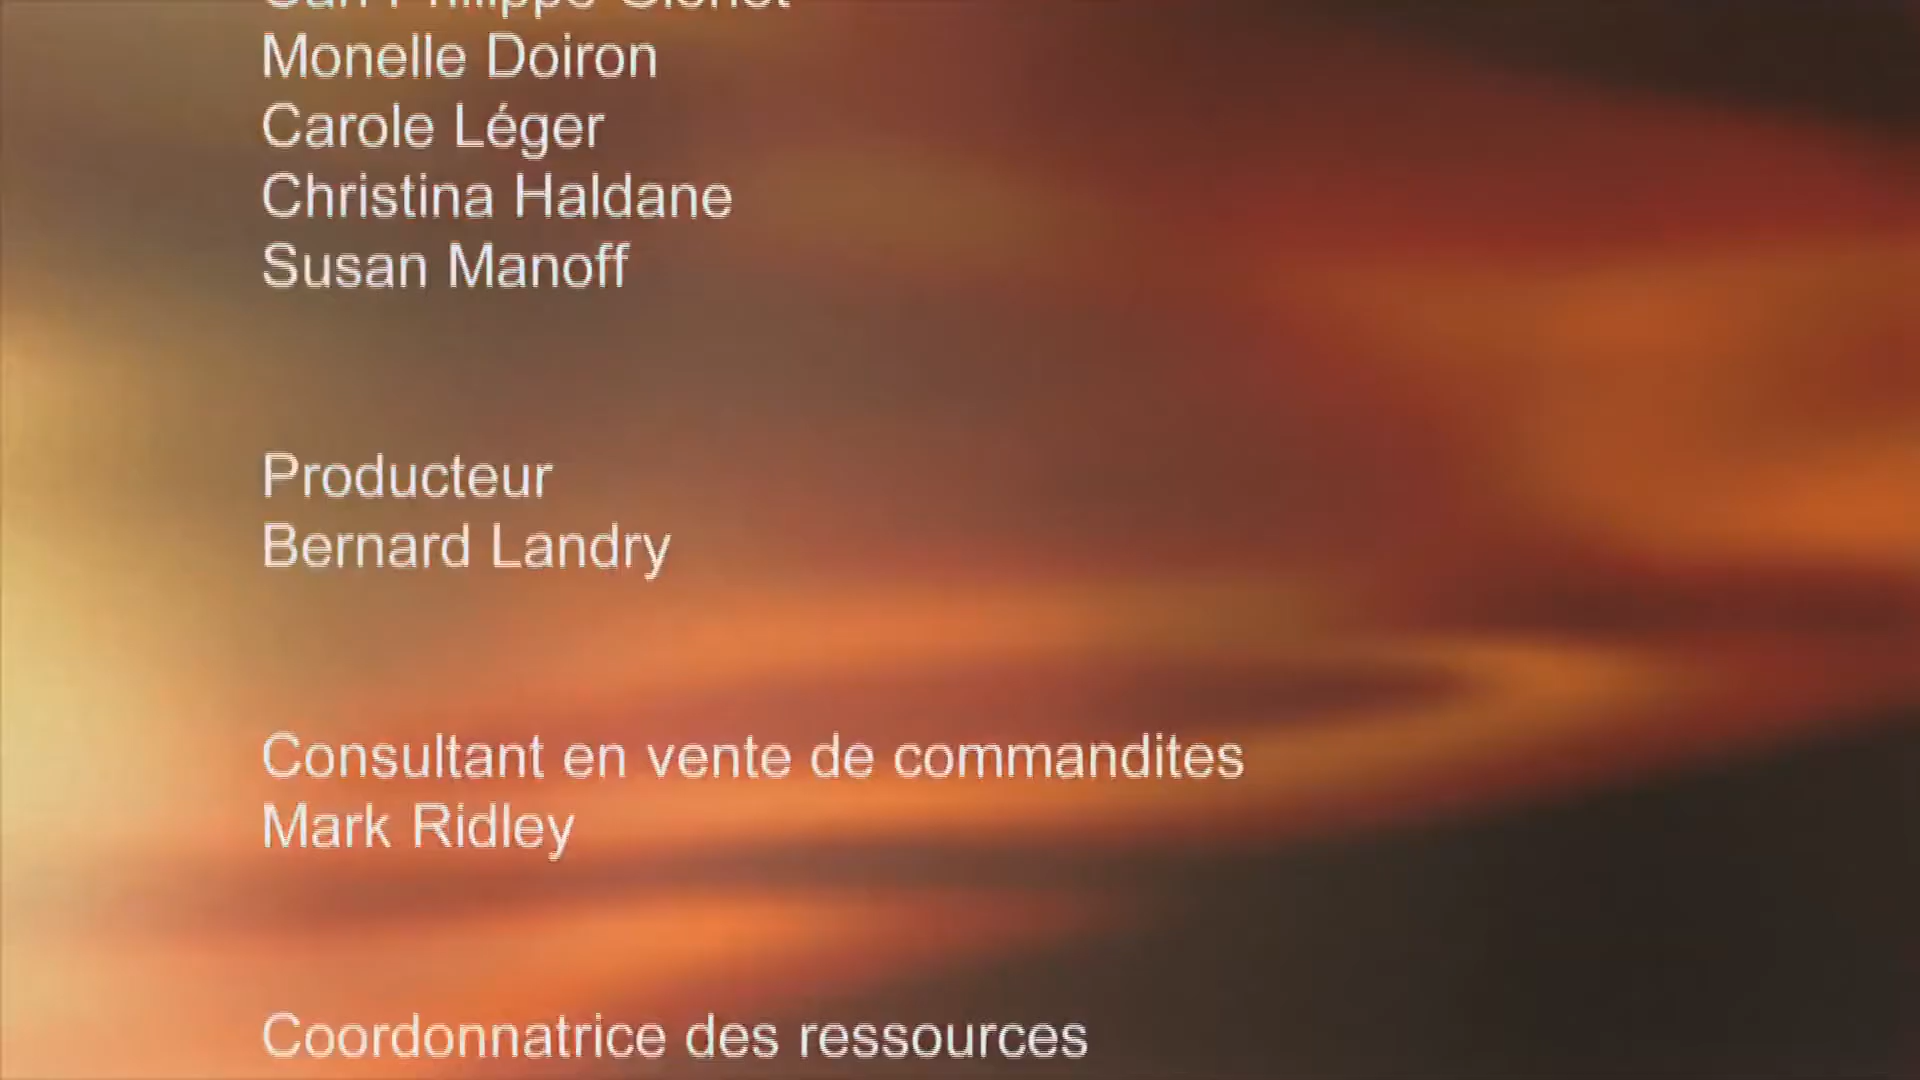 Monelle Doiron
Carole Léger
Christina Haldane
Susan Manoff
Producteur
Bernard Landry
Consultant en vente de commandites
Mark Ridley
Coordonnatrice des ressources